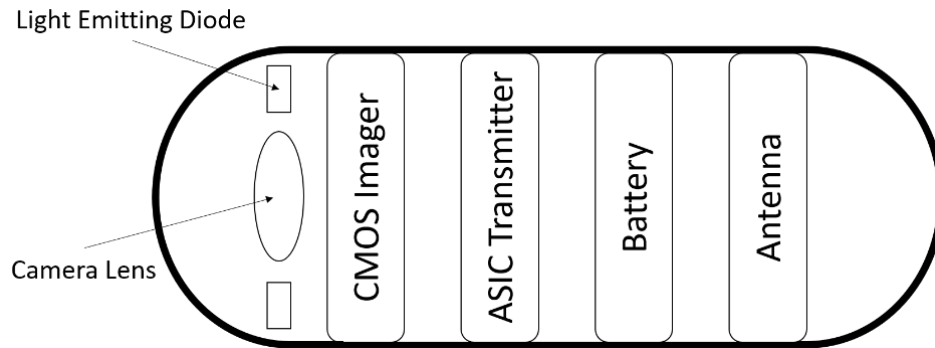 Light Emitting Diode
Camera Lens
CMOS Imager
ASIC Transmitter
Battery
Antenna